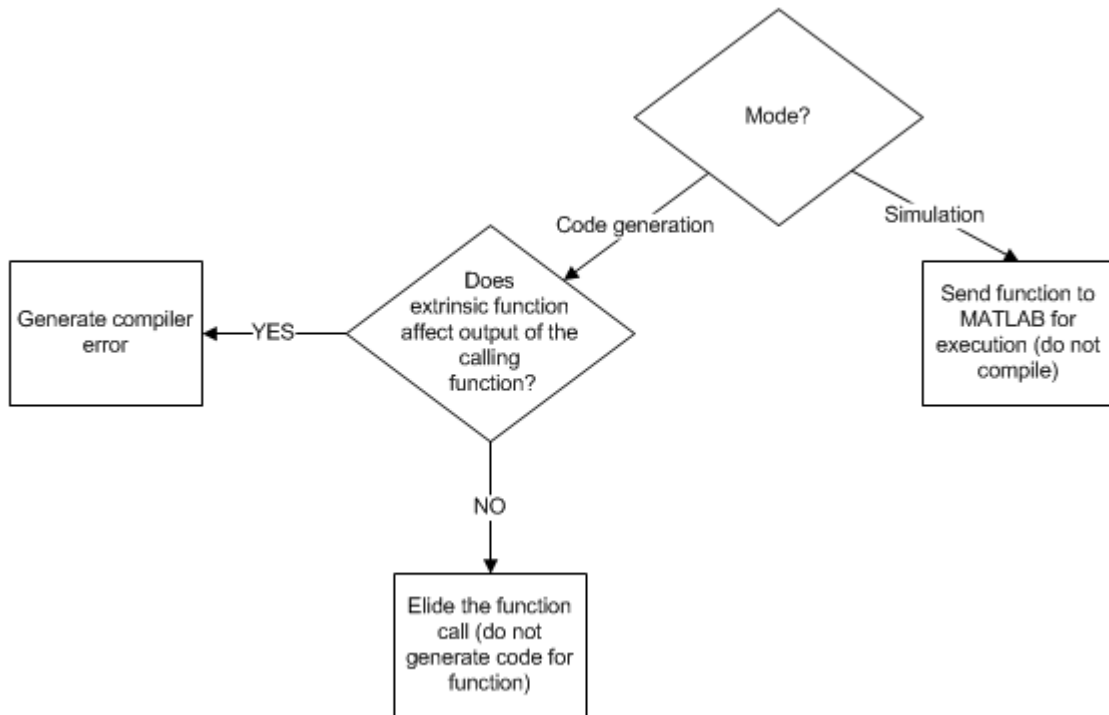 Mode?
Code generation
Simulation
Does
extrinsic function
affect output of the
calling
function?
YES
Generate compiler
error
Send function to
MATLAB for
execution (do not
compile)
NO
Elide the function
call (do not
generate code for
function)